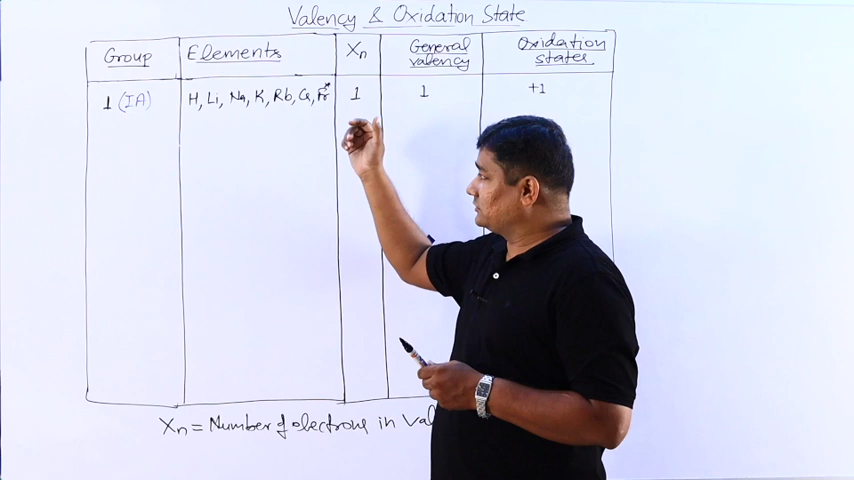 Valency & Oxidation State
Group Elements Xn General valency Oxidation states
1 (IA) H, Li, Na, K, Rb, Cs, Fr* 1 1 +1
Xn = Number of electrons in Val